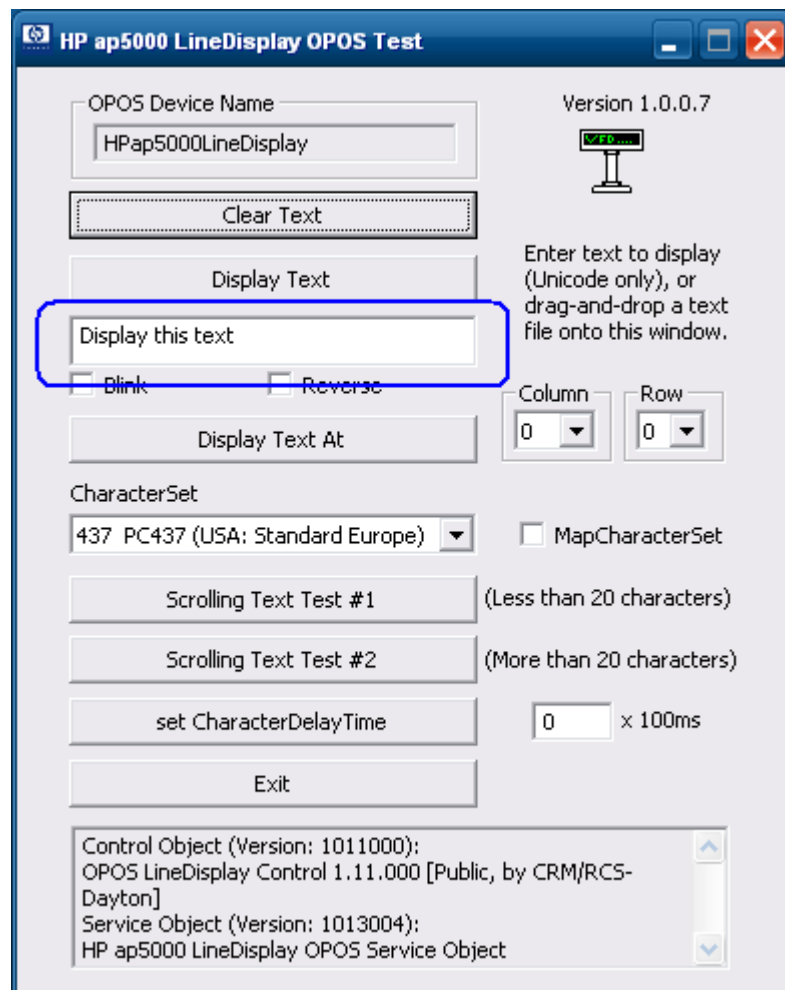 HP ap5000 LineDisplay OPOS Test
OPOS Device Name
Version 1.0.0.7
HPap5000LineDisplay
VFD....
Clear Text
Display Text
Enter text to display
(Unicode only), or
drag-and-drop a text
file onto this window.
Display this text
Blink
Reverse
Column
Row
0
0
Display Text At
CharacterSet
437 PC437 (USA: Standard Europe)
MapCharacterSet
Scrolling Text Test #1
(Less than 20 characters)
Scrolling Text Test #2
(More than 20 characters)
set CharacterDelayTime
0
x 100ms
Exit
Control Object (Version: 1011000):
OPOS LineDisplay Control 1.11.000 [Public, by CRM/RCS-
Dayton]
Service Object (Version: 1013004):
HP ap5000 LineDisplay OPOS Service Object